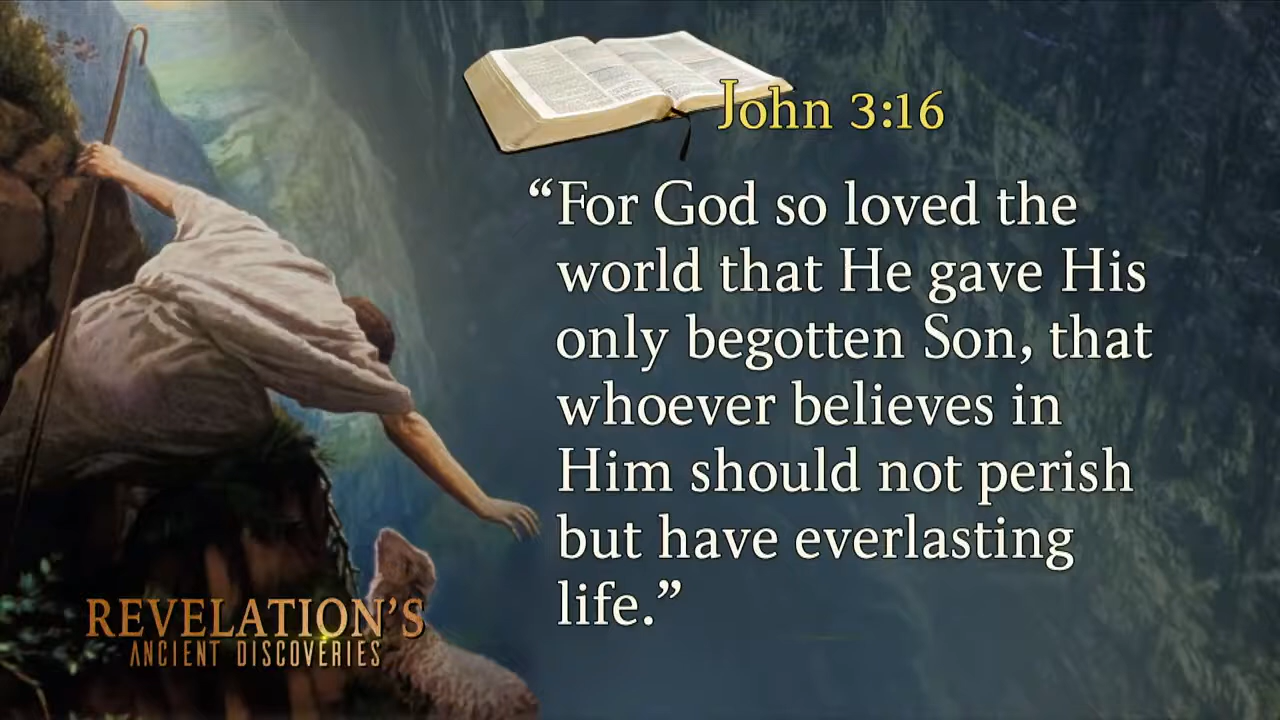 John 3:16
“For God so loved the
world that He gave His
only begotten Son, that
whoever believes in
Him should not perish
but have everlasting
life.”
REVELATION’S
ANCIENT DISCOVERIES